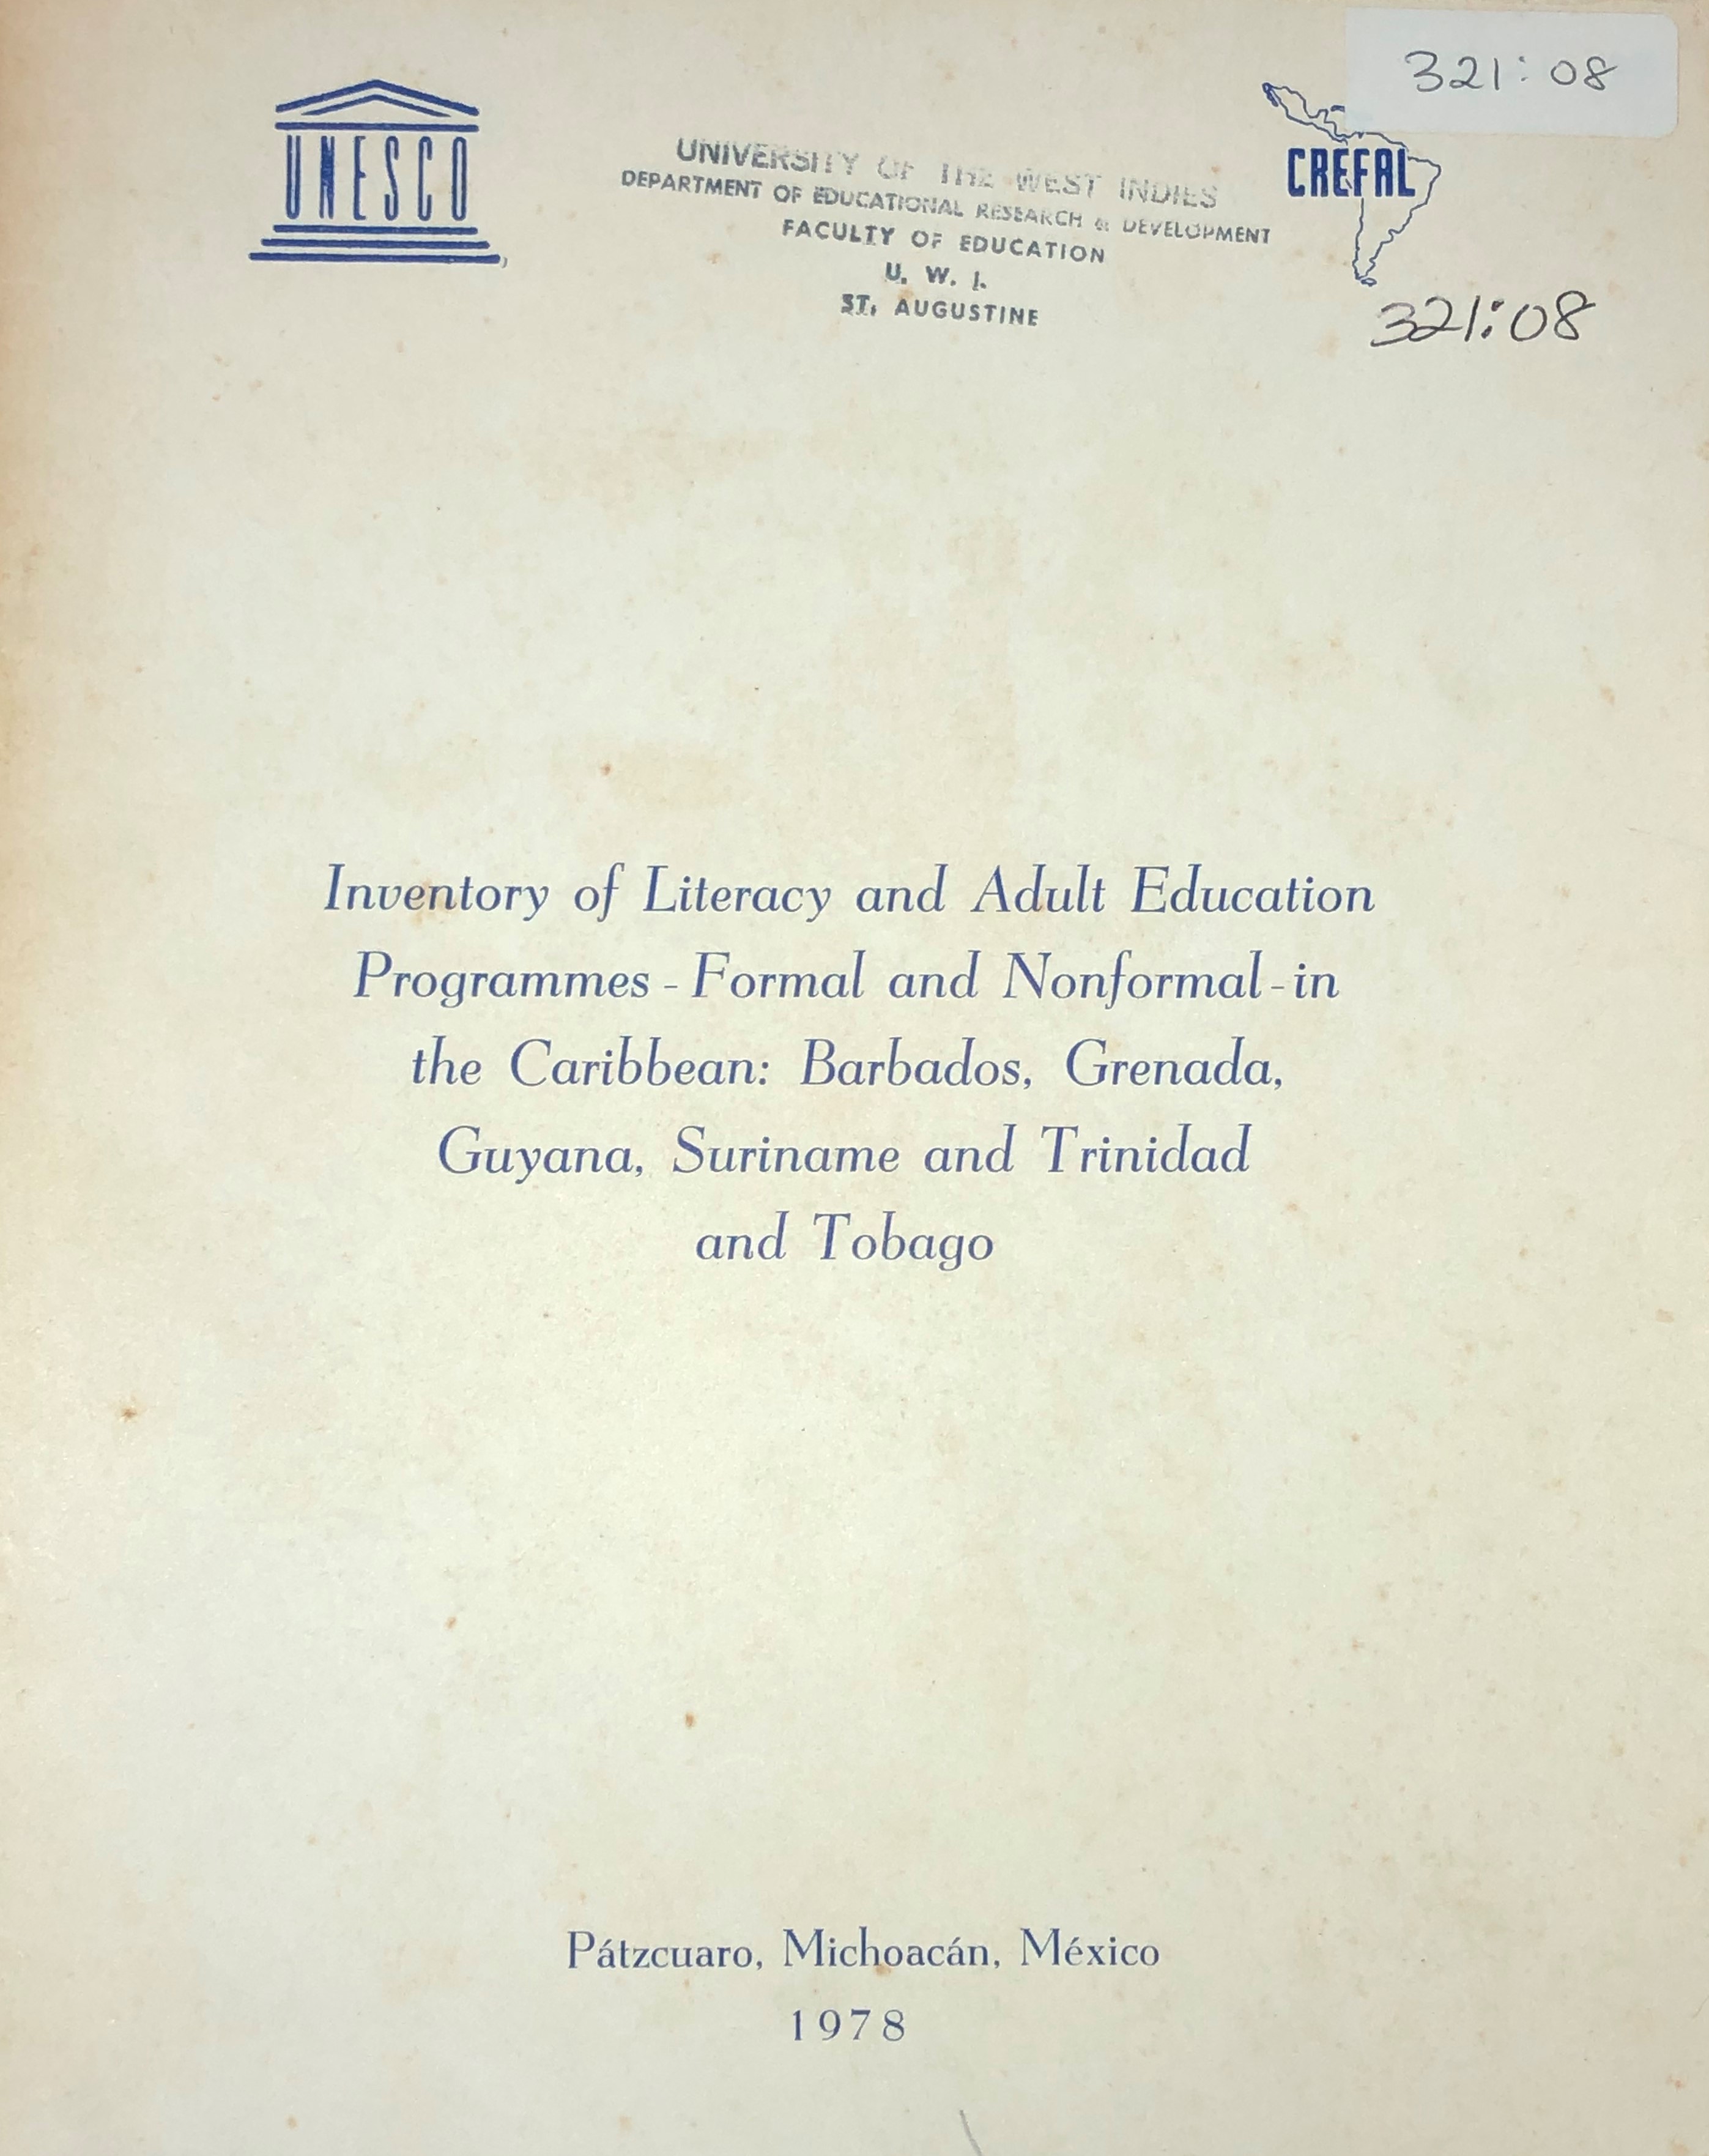 321:08
UNESCO
CREFAL
UNIVERSITY OF THE WEST INDIES
DEPARTMENT OF EDUCATIONAL RESEARCH & DEVELOPMENT
FACULTY OF EDUCATION
U. W. I.
ST. AUGUSTINE
321:08
Inventory of Literacy and Adult Education
Programmes - Formal and Nonformal - in
the Caribbean: Barbados, Grenada,
Guyana, Suriname and Trinidad
and Tobago
Pátzcuaro, Michoacán, México
1978